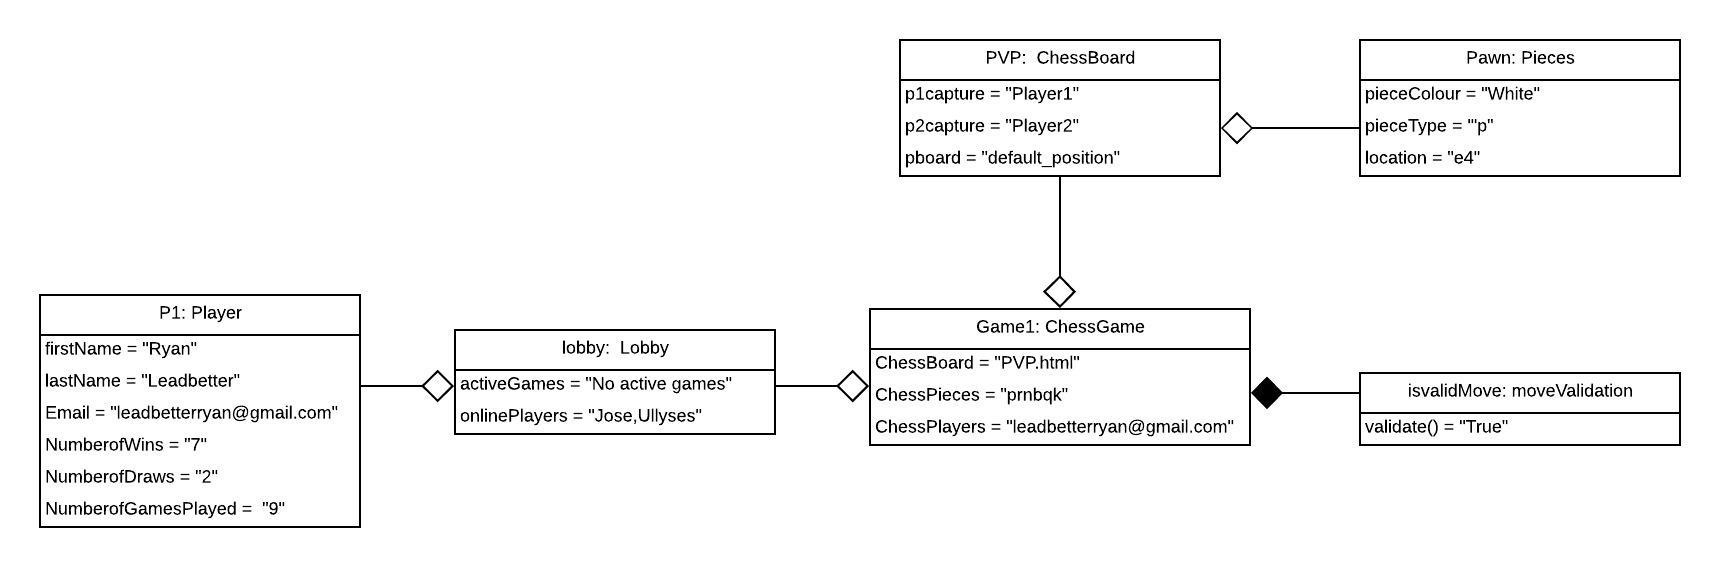 PVP:  ChessBoard
p1capture = "Player1"
p2capture = "Player2"
pboard = "default_position"
Pawn: Pieces
pieceColour = "White"
pieceType = "'p"
location = "e4"
P1: Player
firstName = "Ryan"
lastName = "Leadbetter"
Email = "leadbetterryan@gmail.com"
NumberofWins = "7"
NumberofDraws = "2"
NumberofGamesPlayed =  "9"
lobby:  Lobby
activeGames = "No active games"
onlinePlayers = "Jose,Ullyses"
Game1: ChessGame
ChessBoard = "PVP.html"
ChessPieces = "prnbqk"
ChessPlayers = "leadbetterryan@gmail.com"
isvalidMove: moveValidation
validate() = "True"